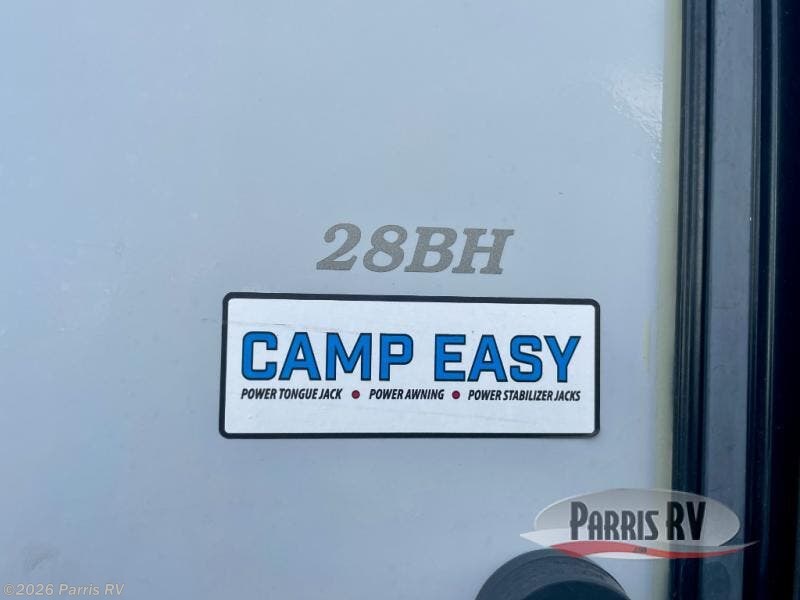 28BH
CAMP EASY
POWER TONGUE JACK • POWER AWNING • POWER STABILIZER JACKS
PARRIS RV
©2026 Parris RV